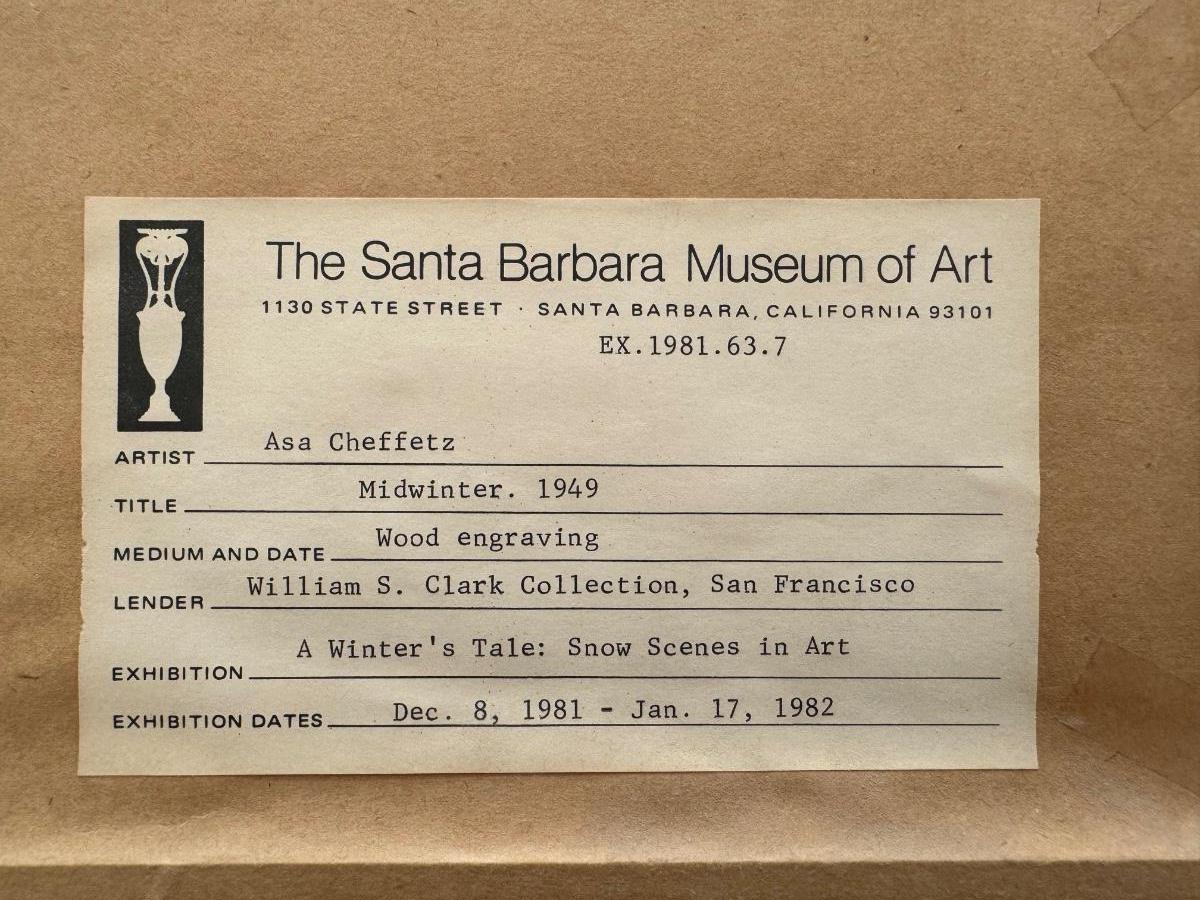 The Santa Barbara Museum of Art
1130 STATE STREET · SANTA BARBARA, CALIFORNIA 93101
EX.1981.63.7
ARTIST Asa Cheffetz
TITLE Midwinter. 1949
MEDIUM AND DATE Wood engraving
LENDER William S. Clark Collection, San Francisco
EXHIBITION A Winter's Tale: Snow Scenes in Art
EXHIBITION DATES Dec. 8, 1981 - Jan. 17, 1982